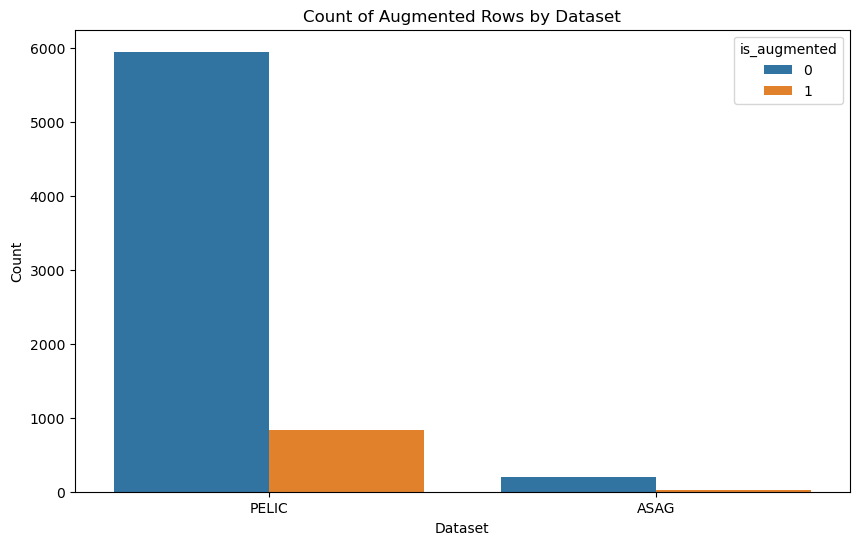 Count of Augmented Rows by Dataset
is_augmented
0
1
6000
5000
4000
3000
2000
1000
0
Count
PELIC
ASAG
Dataset